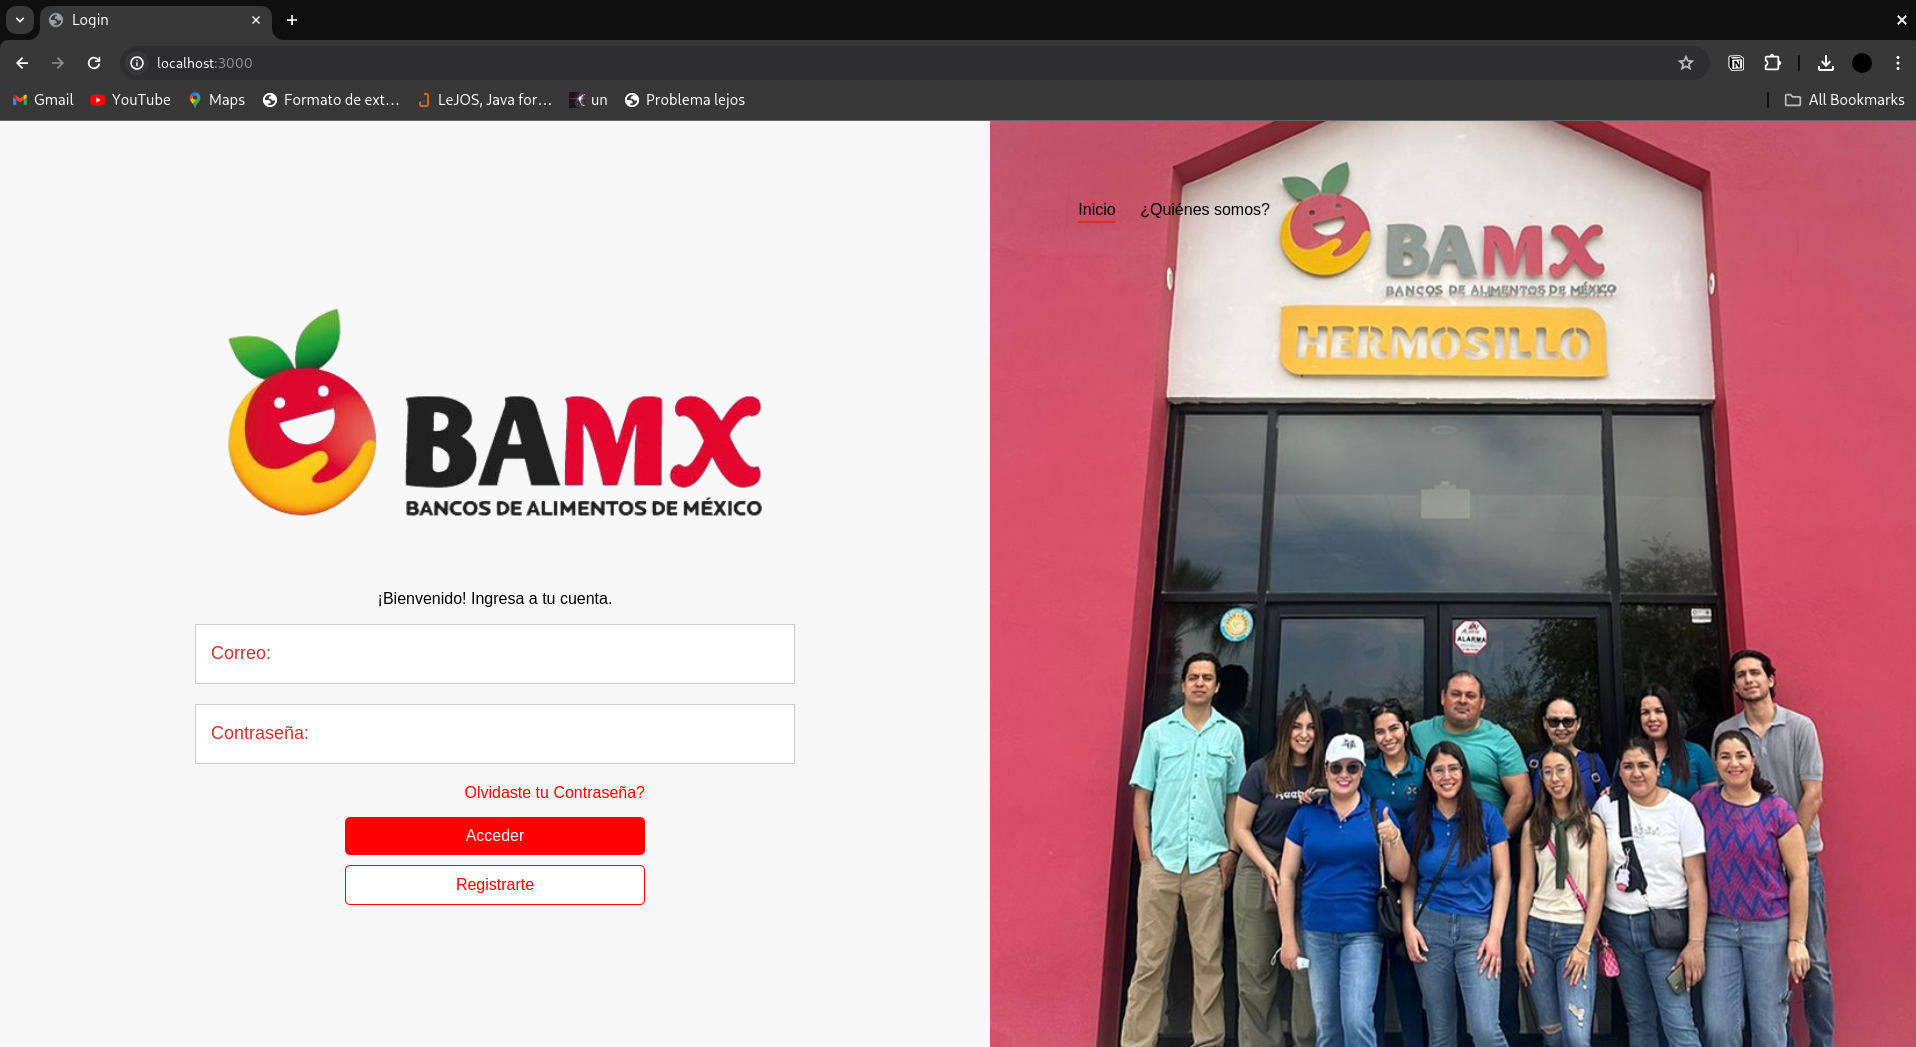 Login
localhost:3000
Gmail
YouTube
Maps
Formato de ext...
LeJOS, Java for...
un
Problema lejos
All Bookmarks
Inicio
¿Quiénes somos?
BAMX
BANCOS DE ALIMENTOS DE MÉXICO
HERMOSILLO
BAMX
BANCOS DE ALIMENTOS DE MÉXICO
¡Bienvenido! Ingresa a tu cuenta.
Correo:
Contraseña:
Olvidaste tu Contraseña?
Acceder
Registrarte
ALARMA